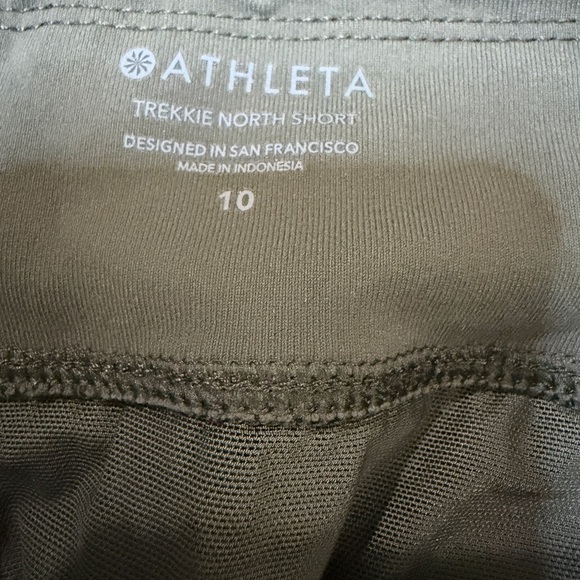 ATHLETA
TREKKIE NORTH SHORT
DESIGNED IN SAN FRANCISCO
MADE IN INDONESIA
10